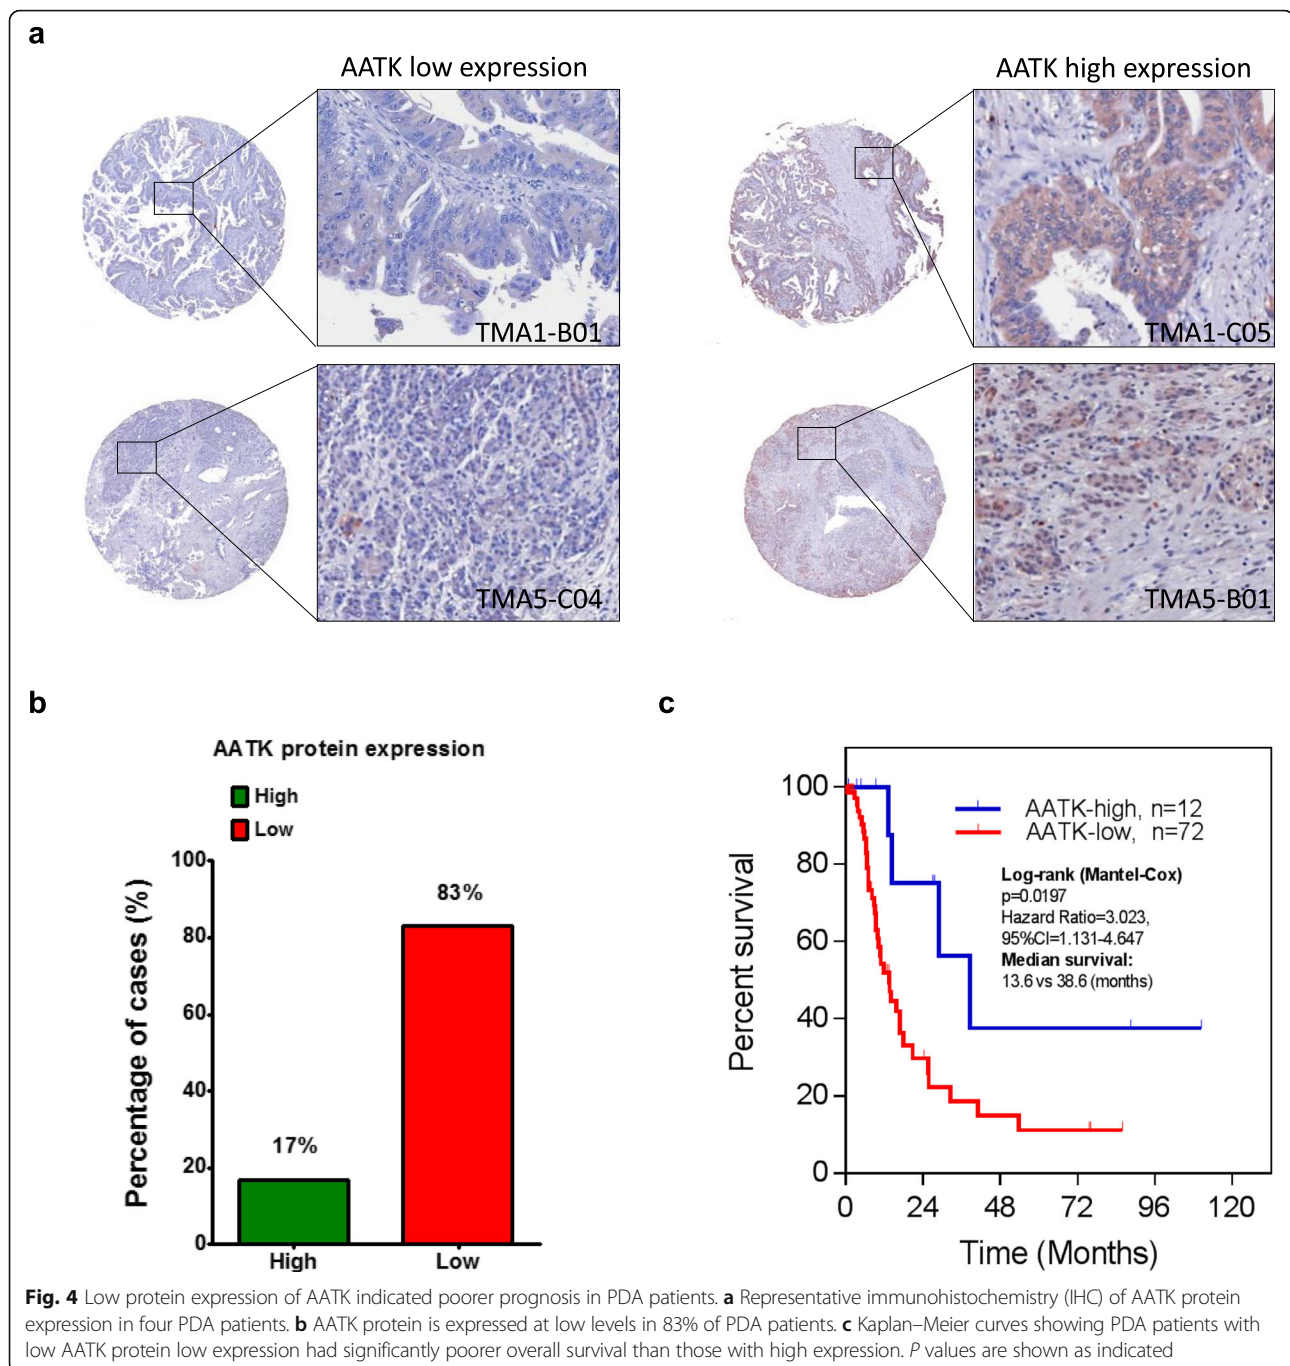 a
AATK low expression
AATK high expression
TMA1-B01
TMA1-C05
TMA5-C04
TMA5-B01
b
AATK protein expression
High
Low
Percentage of cases (%)
100
80
60
40
20
0
17%
83%
High
Low
c
Percent survival
100
80
60
40
20
0
AATK-high, n=12
AATK-low, n=72
Log-rank (Mantel-Cox)
p=0.0197
Hazard Ratio=3.023,
95%CI=1.131-4.647
Median survival:
13.6 vs 38.6 (months)
0 24 48 72 96 120
Time (Months)
Fig. 4 Low protein expression of AATK indicated poorer prognosis in PDA patients. a Representative immunohistochemistry (IHC) of AATK protein
expression in four PDA patients. b AATK protein is expressed at low levels in 83% of PDA patients. c Kaplan–Meier curves showing PDA patients with
low AATK protein low expression had significantly poorer overall survival than those with high expression. P values are shown as indicated